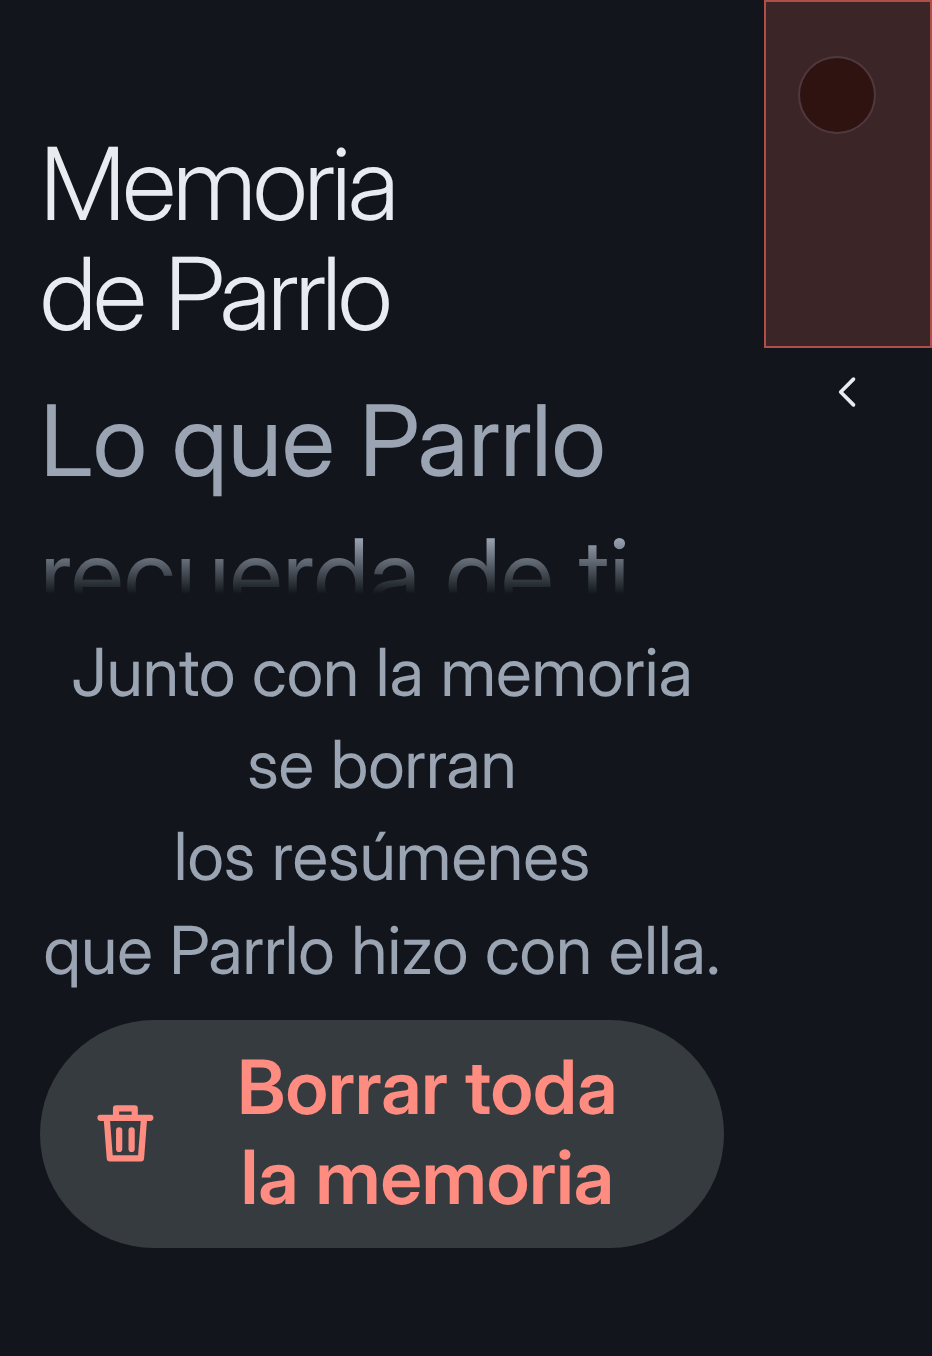 Memoria
de Parrlo
Lo que Parrlo
recuerda de ti
Junto con la memoria
se borran
los resúmenes
que Parrlo hizo con ella.
Borrar toda
la memoria